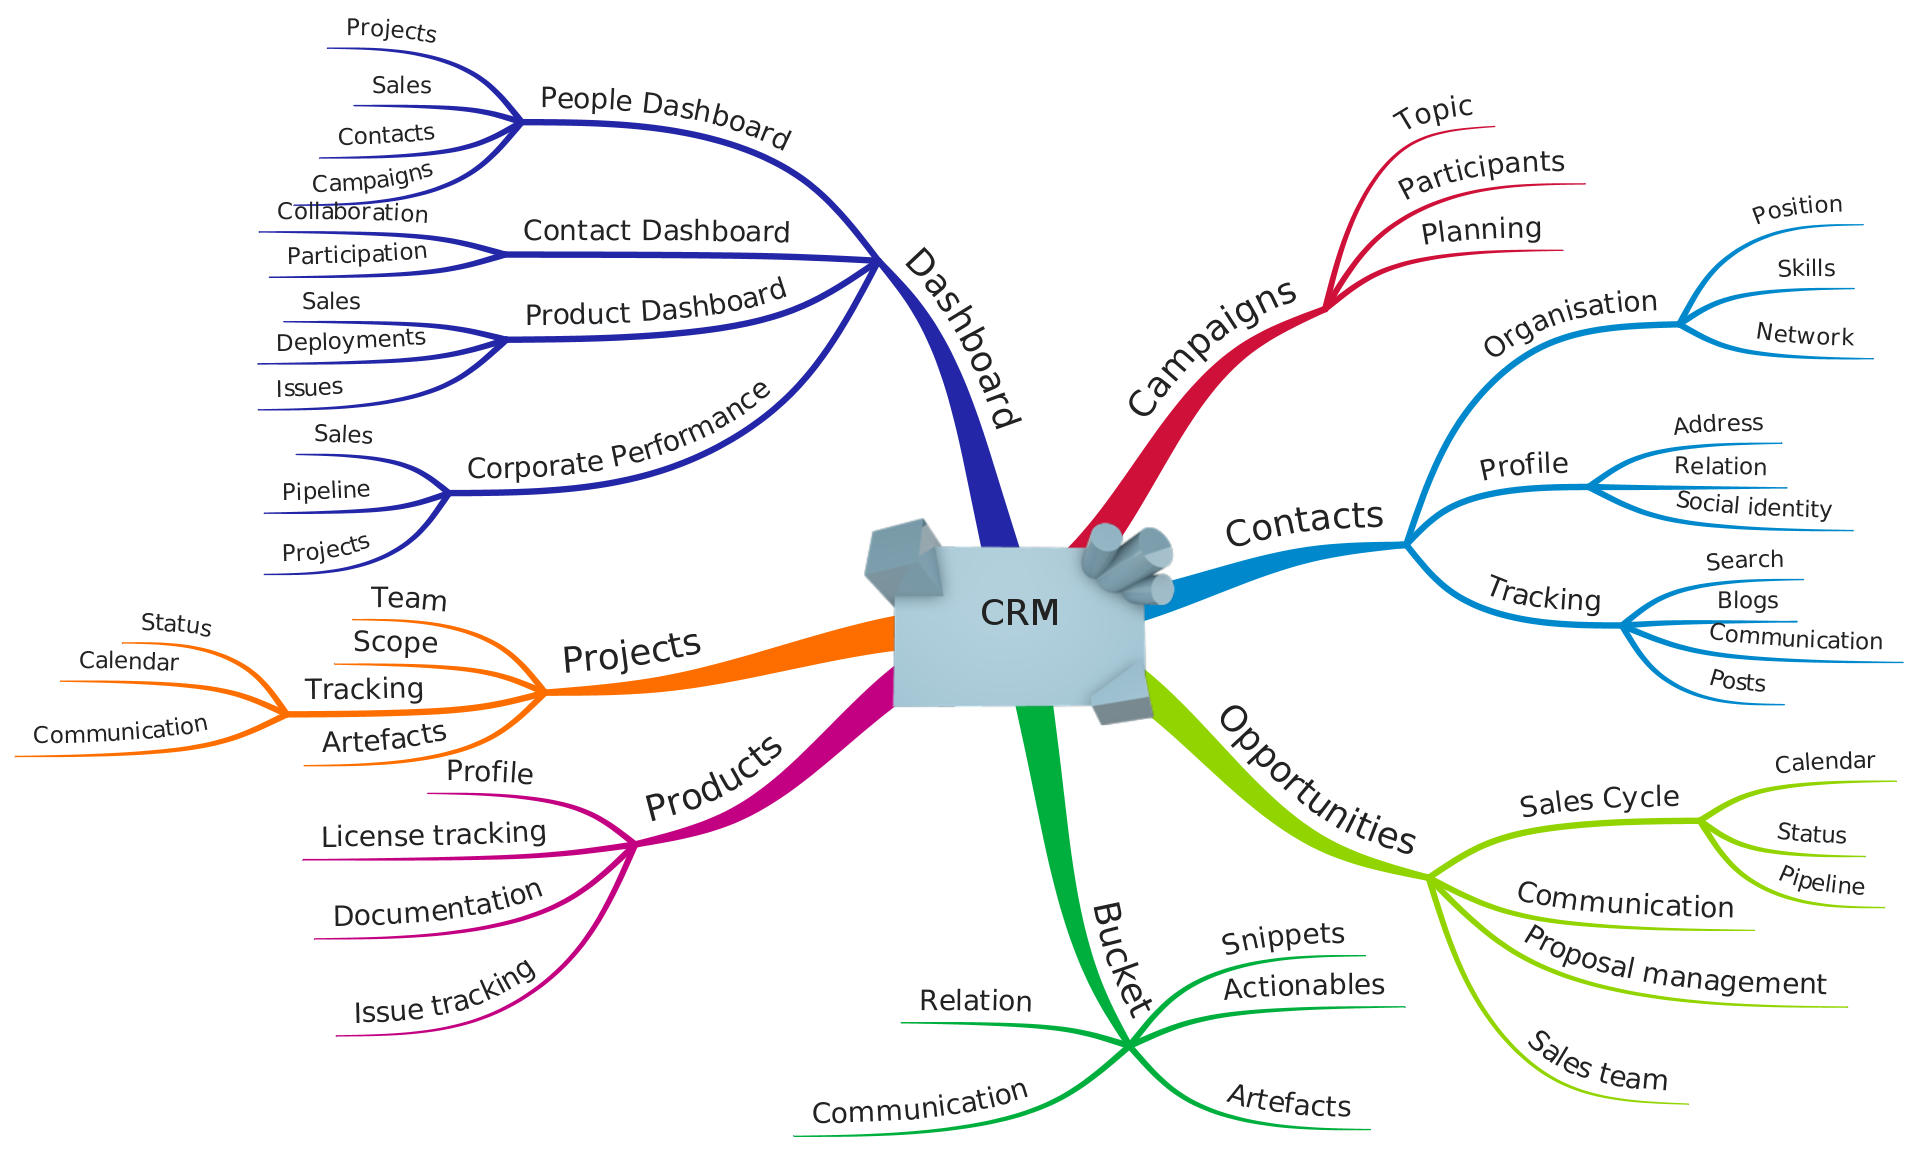 CRM
Dashboard
People Dashboard
Projects
Sales
Contacts
Campaigns
Contact Dashboard
Collaboration
Participation
Product Dashboard
Sales
Deployments
Issues
Corporate Performance
Sales
Pipeline
Projects
Projects
Team
Scope
Tracking
Status
Calendar
Communication
Artefacts
Products
Profile
License tracking
Documentation
Issue tracking
Campaigns
Topic
Participants
Planning
Contacts
Organisation
Position
Skills
Network
Profile
Address
Relation
Social identity
Tracking
Search
Blogs
Communication
Posts
Opportunities
Sales Cycle
Calendar
Status
Pipeline
Communication
Proposal management
Sales team
Bucket
Snippets
Actionables
Relation
Communication
Artefacts